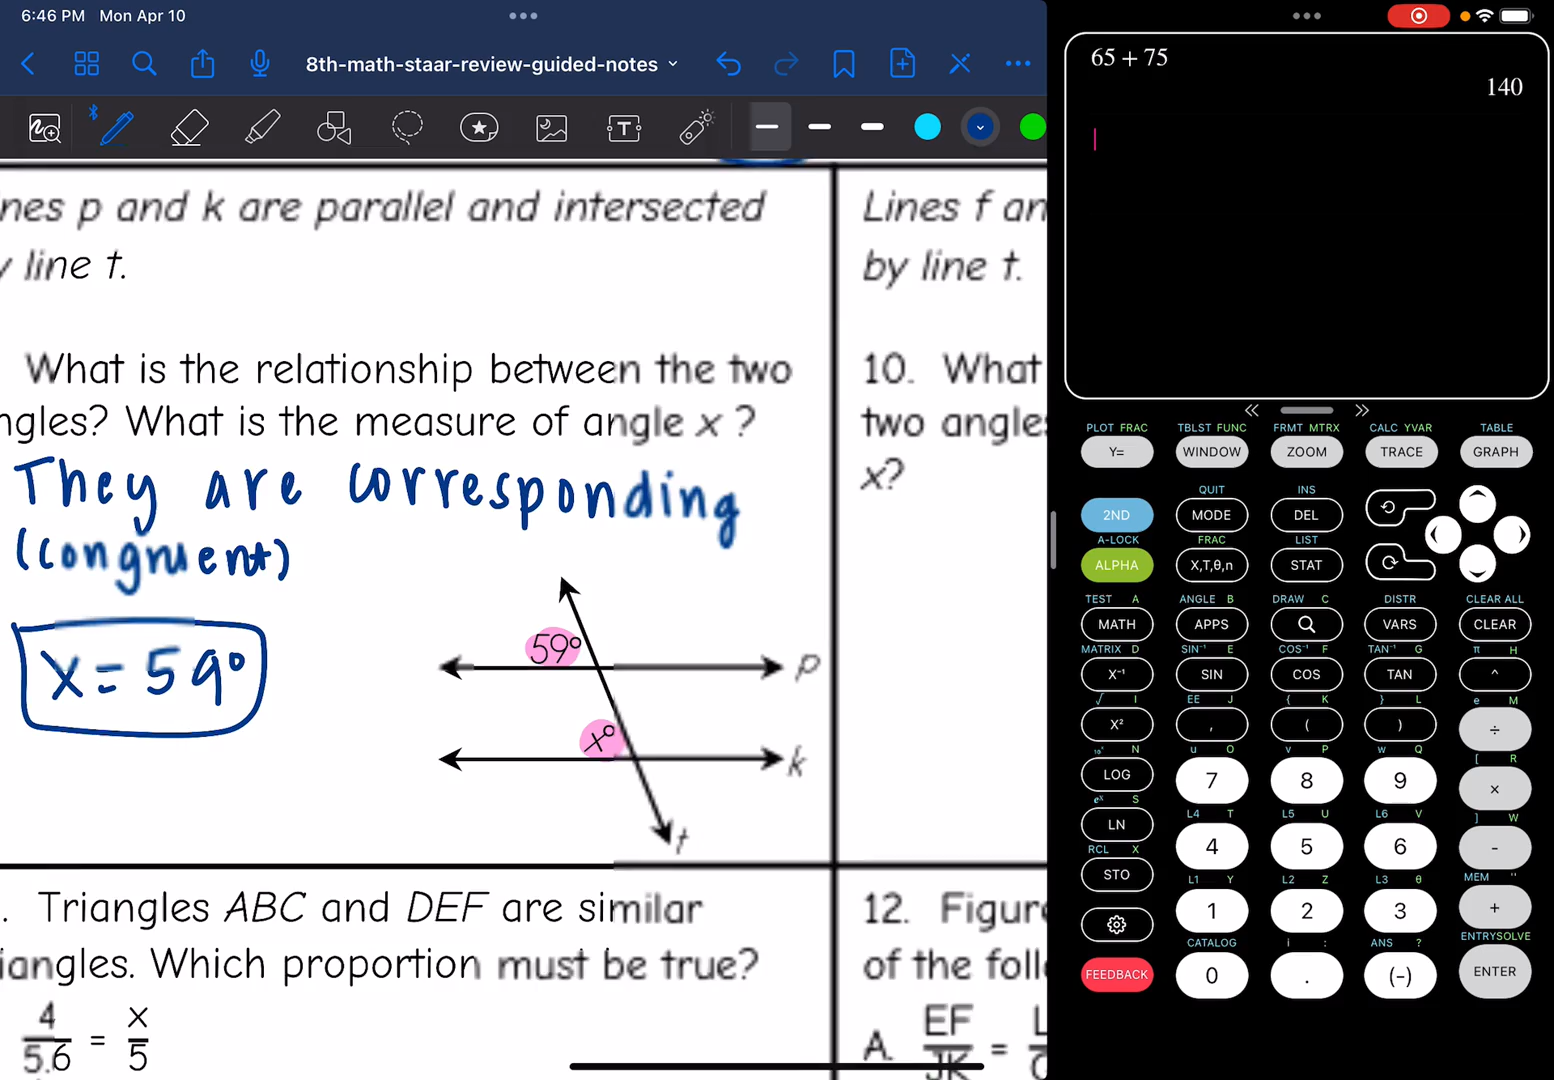 6:46 PM Mon Apr 10
8th-math-staar-review-guided-notes
nes p and k are parallel and intersected
y line t.
What is the relationship between the two
ngles? What is the measure of angle x ?
They are corresponding
(congruent)
x = 59°
59°
x°
p
k
t
Lines f an
by line t.
10. What
two angle
x?
. Triangles ABC and DEF are similar
iangles. Which proportion must be true?
4/5.6 = x/5
12. Figur
of the foll
A. EF/JK =
65 + 75
140
PLOT FRAC TBLST FUNC FRMT MTRX CALC YVAR TABLE
Y= WINDOW ZOOM TRACE GRAPH
QUIT INS
2ND MODE DEL
A-LOCK FRAC LIST
ALPHA X,T,θ,n STAT
TEST A ANGLE B DRAW C DISTR CLEAR ALL
MATH APPS VARS CLEAR
MATRIX D SIN⁻¹ E COS⁻¹ F TAN⁻¹ G π H
X⁻¹ SIN COS TAN ^
√ I EE J { K } L e M
X² , ( ) ÷
10ˣ N u O v P w Q [ R
LOG 7 8 9 ×
eˣ S L4 T L5 U L6 V ] W
LN 4 5 6 -
RCL X L1 Y L2 Z L3 θ MEM "
STO 1 2 3 +
CATALOG i : ANS ? ENTRY SOLVE
FEEDBACK 0 . (-) ENTER